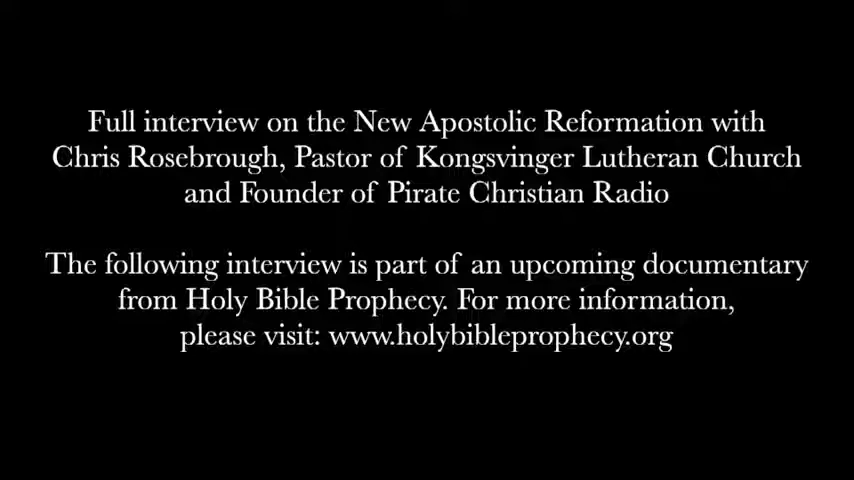 Full interview on the New Apostolic Reformation with
Chris Rosebrough, Pastor of Kongsvinger Lutheran Church
and Founder of Pirate Christian Radio
The following interview is part of an upcoming documentary
from Holy Bible Prophecy. For more information,
please visit: www.holybibleprophecy.org